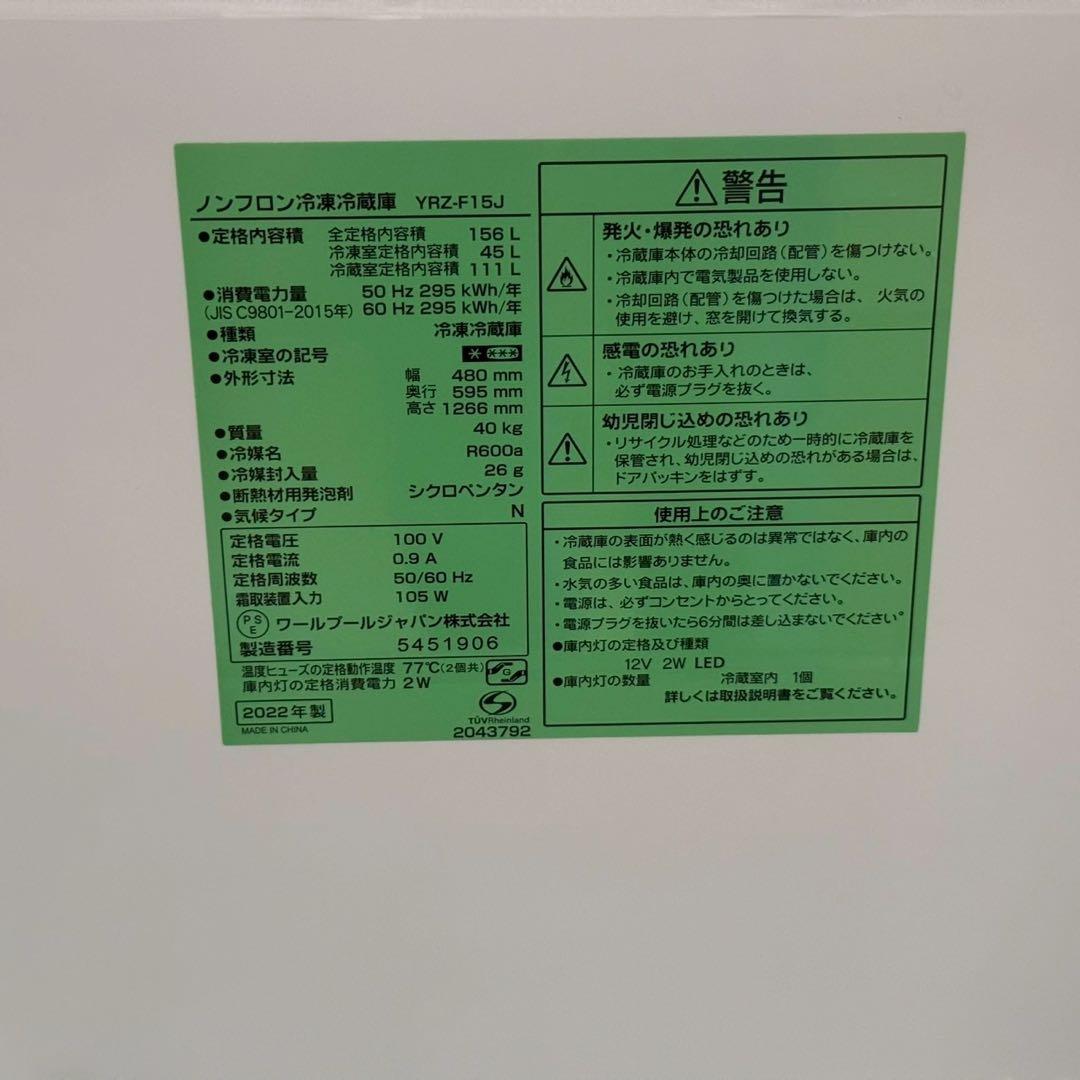 ノンフロン冷凍冷蔵庫 YRZ-F15J
●定格内容積 全定格内容積 156 L
冷凍室定格内容積 45 L
冷蔵室定格内容積 111 L
●消費電力量 50 Hz 295 kWh/年
(JIS C9801-2015年) 60 Hz 295 kWh/年
●種類 冷凍冷蔵庫
●冷凍室の記号
●外形寸法 幅 480 mm
奥行 595 mm
高さ 1266 mm
●質量 40 kg
●冷媒名 R600a
●冷媒封入量 26 g
●断熱材用発泡剤 シクロペンタン
●気候タイプ N
定格電圧 100 V
定格電流 0.9 A
定格周波数 50/60 Hz
霜取装置入力 105 W
PSE ワールプールジャパン株式会社
製造番号 5451906
温度ヒューズの定格動作温度 77℃(2個共)
G
庫内灯の定格消費電力 2W
2022年製
MADE IN CHINA
TÜVRheinland
2043792
警告
発火・爆発の恐れあり
・冷蔵庫本体の冷却回路(配管)を傷つけない。
・冷蔵庫内で電気製品を使用しない。
・冷却回路(配管)を傷つけた場合は、火気の
使用を避け、窓を開けて換気する。
感電の恐れあり
・冷蔵庫のお手入れのときは、
必ず電源プラグを抜く。
幼児閉じ込めの恐れあり
・リサイクル処理などのため一時的に冷蔵庫を
保管され、幼児閉じ込めの恐れがある場合は、
ドアパッキンをはずす。
使用上のご注意
・冷蔵庫の表面が熱く感じるのは異常ではなく、庫内の
食品には影響ありません。
・水気の多い食品は、庫内の奥に置かないでください。
・電源は、必ずコンセントからとってください。
・電源プラグを抜いたら6分間は差し込まないでください。
●庫内灯の定格及び種類
12V 2W LED
●庫内灯の数量 冷蔵室内 1個
詳しくは取扱説明書をご覧ください。